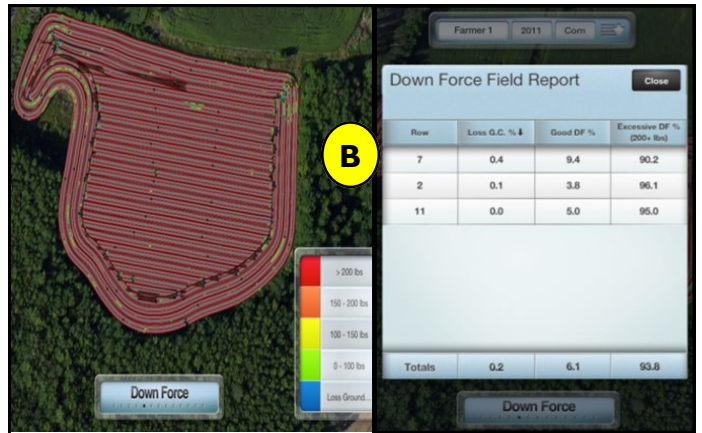 > 200 lbs
150 - 200 lbs
100 - 150 lbs
0 - 100 lbs
Loss Ground...
Down Force
B
Farmer 1 2011 Corn
Down Force Field Report Close
Row Loss G.C. %⬇ Good DF % Excessive DF % (200+ lbs)
7 0.4 9.4 90.2
2 0.1 3.8 96.1
11 0.0 5.0 95.0
Totals 0.2 6.1 93.8
Down Force